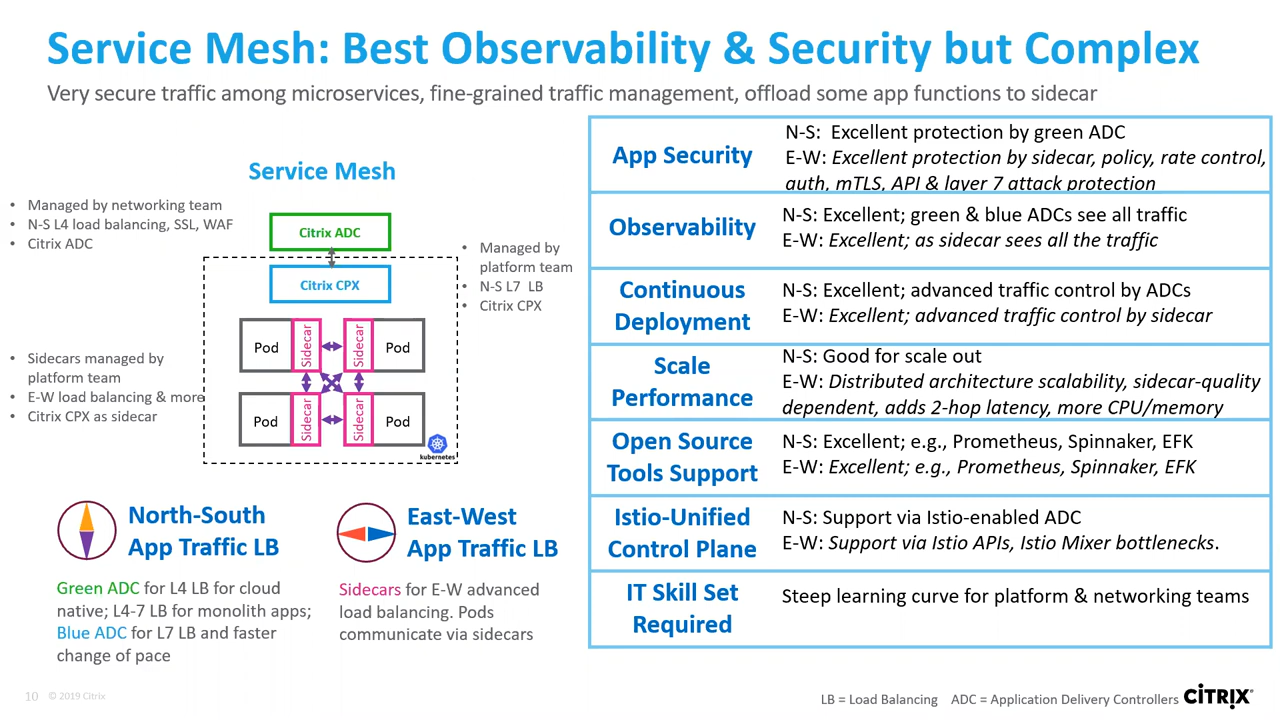 Service Mesh: Best Observability & Security but Complex
Very secure traffic among microservices, fine-grained traffic management, offload some app functions to sidecar
Service Mesh
• Managed by networking team
• N-S L4 load balancing, SSL, WAF
• Citrix ADC
Citrix ADC
Citrix CPX
• Managed by
platform team
• N-S L7 LB
• Citrix CPX
Pod
Sidecar
Sidecar
Pod
Pod
Sidecar
Sidecar
Pod
kubernetes
• Sidecars managed by
platform team
• E-W load balancing & more
• Citrix CPX as sidecar
North-South
App Traffic LB
Green ADC for L4 LB for cloud
native; L4-7 LB for monolith apps;
Blue ADC for L7 LB and faster
change of pace
East-West
App Traffic LB
Sidecars for E-W advanced
load balancing. Pods
communicate via sidecars
App Security
N-S: Excellent protection by green ADC
E-W: Excellent protection by sidecar, policy, rate control,
auth, mTLS, API & layer 7 attack protection
Observability
N-S: Excellent; green & blue ADCs see all traffic
E-W: Excellent; as sidecar sees all the traffic
Continuous
Deployment
N-S: Excellent; advanced traffic control by ADCs
E-W: Excellent; advanced traffic control by sidecar
Scale
Performance
N-S: Good for scale out
E-W: Distributed architecture scalability, sidecar-quality
dependent, adds 2-hop latency, more CPU/memory
Open Source
Tools Support
N-S: Excellent; e.g., Prometheus, Spinnaker, EFK
E-W: Excellent; e.g., Prometheus, Spinnaker, EFK
Istio-Unified
Control Plane
N-S: Support via Istio-enabled ADC
E-W: Support via Istio APIs, Istio Mixer bottlenecks.
IT Skill Set
Required
Steep learning curve for platform & networking teams
10 © 2019 Citrix
LB = Load Balancing ADC = Application Delivery Controllers
CITRIX